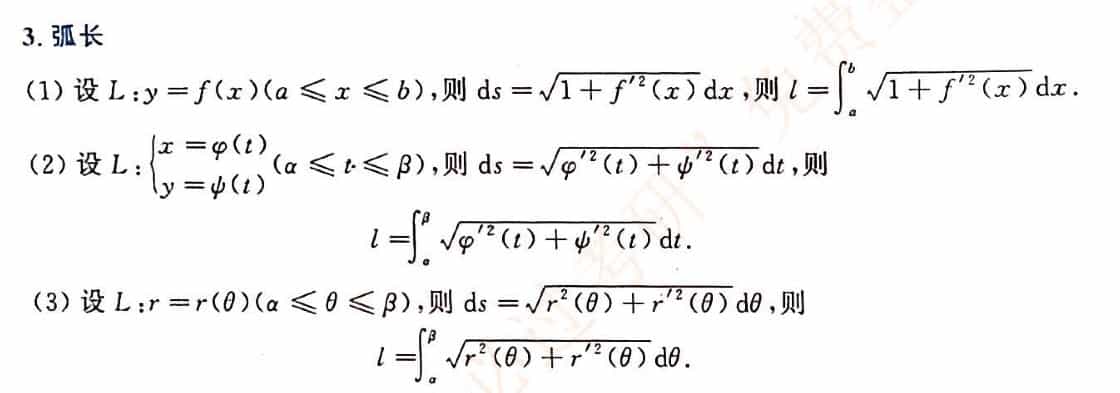 3. 弧长
(1) 设 L:y=f(x)(a⩽x⩽b),则 ds=√(1+f′²(x))dx,则 l=∫ₐᵇ√(1+f′²(x))dx.
(2) 设 L:{x=φ(t) y=ψ(t) (α⩽t⩽β),则 ds=√(φ′²(t)+ψ′²(t))dt,则
l=∫_α^β √(φ′²(t)+ψ′²(t))dt.
(3) 设 L:r=r(θ)(α⩽θ⩽β),则 ds=√(r²(θ)+r′²(θ))dθ,则
l=∫_α^β √(r²(θ)+r′²(θ))dθ.